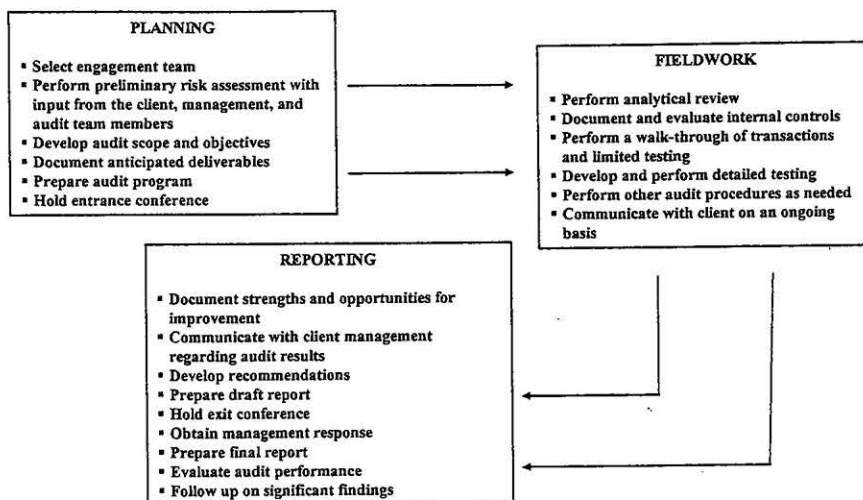 PLANNING
▪ Select engagement team
▪ Perform preliminary risk assessment with
input from the client, management, and
audit team members
▪ Develop audit scope and objectives
▪ Document anticipated deliverables
▪ Prepare audit program
▪ Hold entrance conference
FIELDWORK
▪ Perform analytical review
▪ Document and evaluate internal controls
▪ Perform a walk-through of transactions
and limited testing
▪ Develop and perform detailed testing
▪ Perform other audit procedures as needed
▪ Communicate with client on an ongoing
basis
REPORTING
▪ Document strengths and opportunities for
improvement
▪ Communicate with client management
regarding audit results
▪ Develop recommendations
▪ Prepare draft report
▪ Hold exit conference
▪ Obtain management response
▪ Prepare final report
▪ Evaluate audit performance
▪ Follow up on significant findings